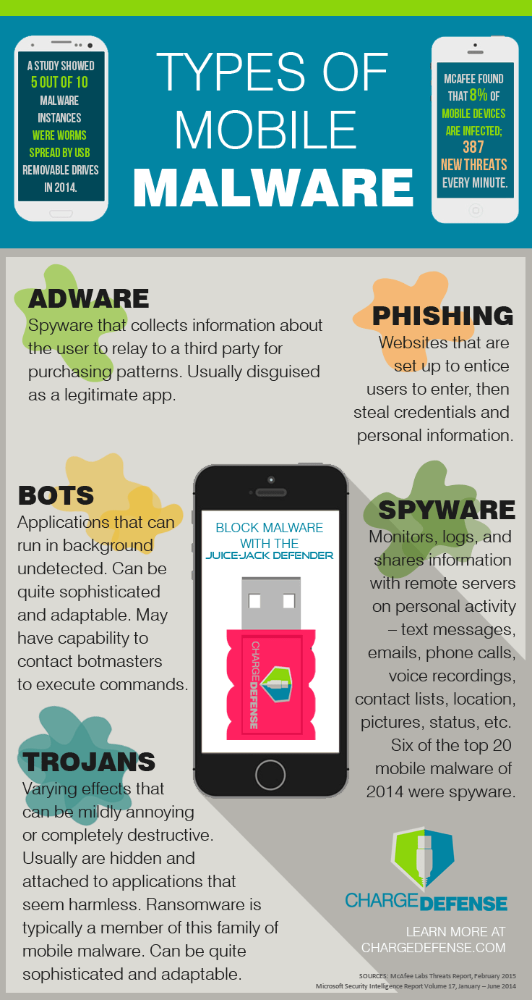 A STUDY SHOWED
5 OUT OF 10
MALWARE
INSTANCES
WERE WORMS
SPREAD BY USB
REMOVABLE DRIVES
IN 2014.
TYPES OF
MOBILE
MALWARE
MCAFEE FOUND
THAT 8% OF
MOBILE DEVICES
ARE INFECTED;
387
NEW THREATS
EVERY MINUTE.
ADWARE
Spyware that collects information about
the user to relay to a third party for
purchasing patterns. Usually disguised
as a legitimate app.
PHISHING
Websites that are
set up to entice
users to enter, then
steal credentials and
personal information.
BOTS
Applications that can
run in background
undetected. Can be
quite sophisticated
and adaptable. May
have capability to
contact botmasters
to execute commands.
BLOCK MALWARE
WITH THE
JUICE-JACK DEFENDER
CHARGEDEFENSE
SPYWARE
Monitors, logs, and
shares information
with remote servers
on personal activity
– text messages,
emails, phone calls,
voice recordings,
contact lists, location,
pictures, status, etc.
Six of the top 20
mobile malware of
2014 were spyware.
TROJANS
Varying effects that
can be mildly annoying
or completely destructive.
Usually are hidden and
attached to applications that
seem harmless. Ransomware is
typically a member of this family of
mobile malware. Can be quite
sophisticated and adaptable.
CHARGEDEFENSE
LEARN MORE AT
CHARGEDEFENSE.COM
SOURCES: McAfee Labs Threats Report, February 2015
Microsoft Security Intelligence Report Volume 17, January – June 2014